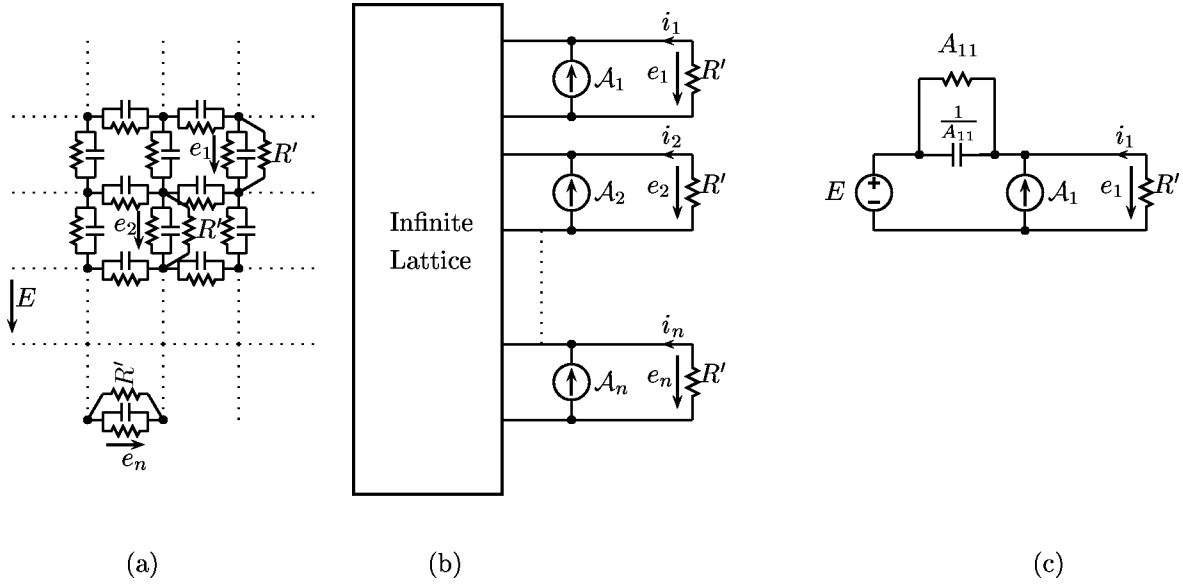 e₁
R′
e₂
R′
E
R′
eₙ
(a)
Infinite
Lattice
i₁
𝒜₁
e₁
R′
i₂
𝒜₂
e₂
R′
iₙ
𝒜ₙ
eₙ
R′
(b)
A₁₁
1/A₁₁
i₁
E
+
−
𝒜₁
e₁
R′
(c)